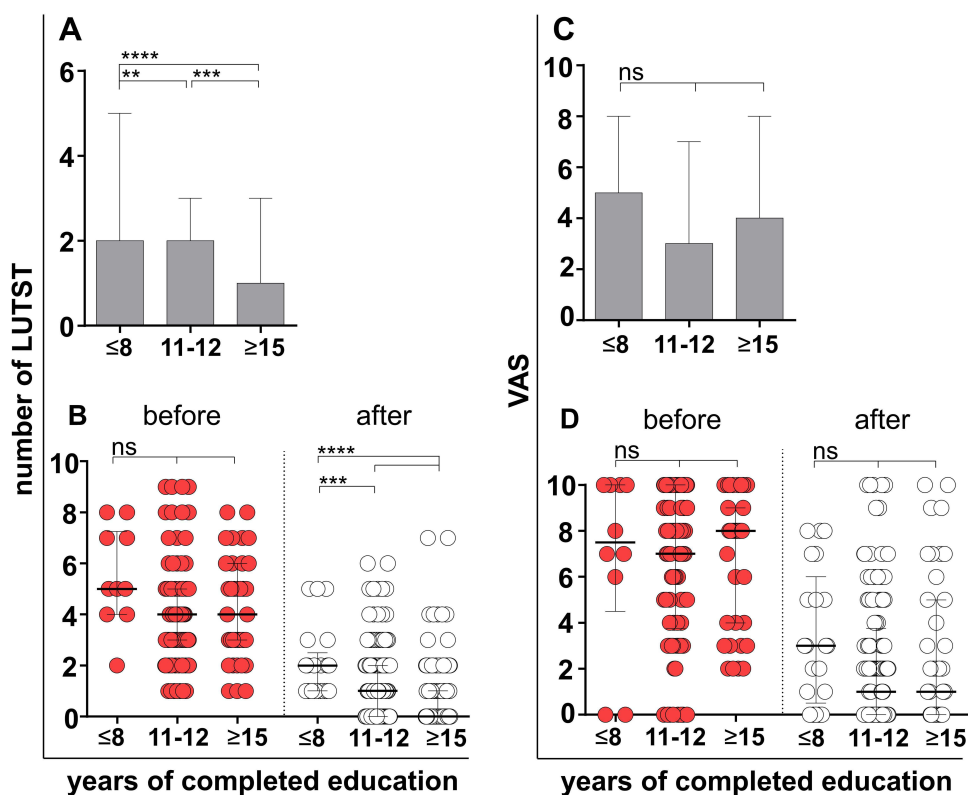 A
****
** ***
6
4
2
0
≤8 11-12 ≥15
number of LUTST
B before after
ns
****
***
10
8
6
4
2
0
≤8 11-12 ≥15 ≤8 11-12 ≥15
years of completed education
C
ns
10
8
6
4
2
0
≤8 11-12 ≥15
VAS
D before after
ns ns
10
8
6
4
2
0
≤8 11-12 ≥15 ≤8 11-12 ≥15
years of completed education